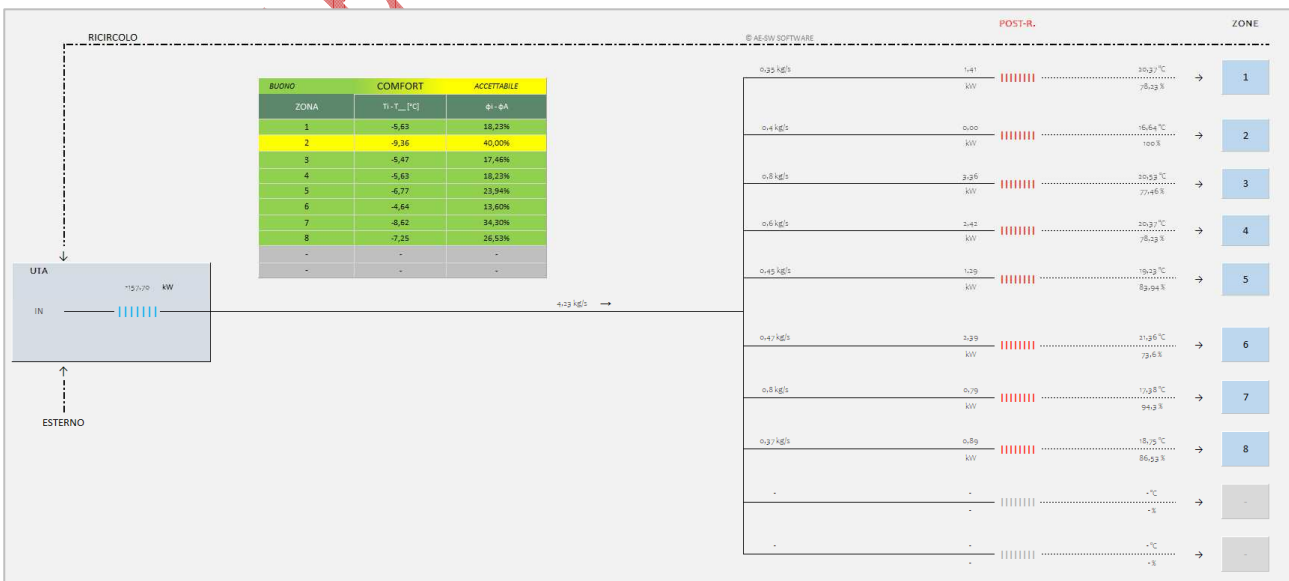 POST-R. ZONE
RICIRCOLO © AE-SW SOFTWARE
BUONO COMFORT ACCETTABILE
ZONA Ti - T__ [°C] ϕi - ϕA
1 -5,63 18,23%
2 -9,36 40,00%
3 -5,47 17,46%
4 -5,63 18,23%
5 -6,77 23,94%
6 -4,64 13,60%
7 -8,62 34,30%
8 -7,25 26,53%
- - -
- - -
UTA
-157,70 kW
IN
ESTERNO
4,23 kg/s →
0,35 kg/s 1,41 20,37 °C
kW 78,23 % → 1
0,4 kg/s 0,00 16,64 °C
kW 100 % → 2
0,8 kg/s 3,36 20,53 °C
kW 77,46 % → 3
0,6 kg/s 2,42 20,37 °C
kW 78,23 % → 4
0,45 kg/s 1,29 19,23 °C
kW 83,94 % → 5
0,47 kg/s 2,39 21,36 °C
kW 73,6 % → 6
0,8 kg/s 0,79 17,38 °C
kW 94,3 % → 7
0,37 kg/s 0,89 18,75 °C
kW 86,53 % → 8
- - - °C
- - % → -
- - - °C
- - % → -